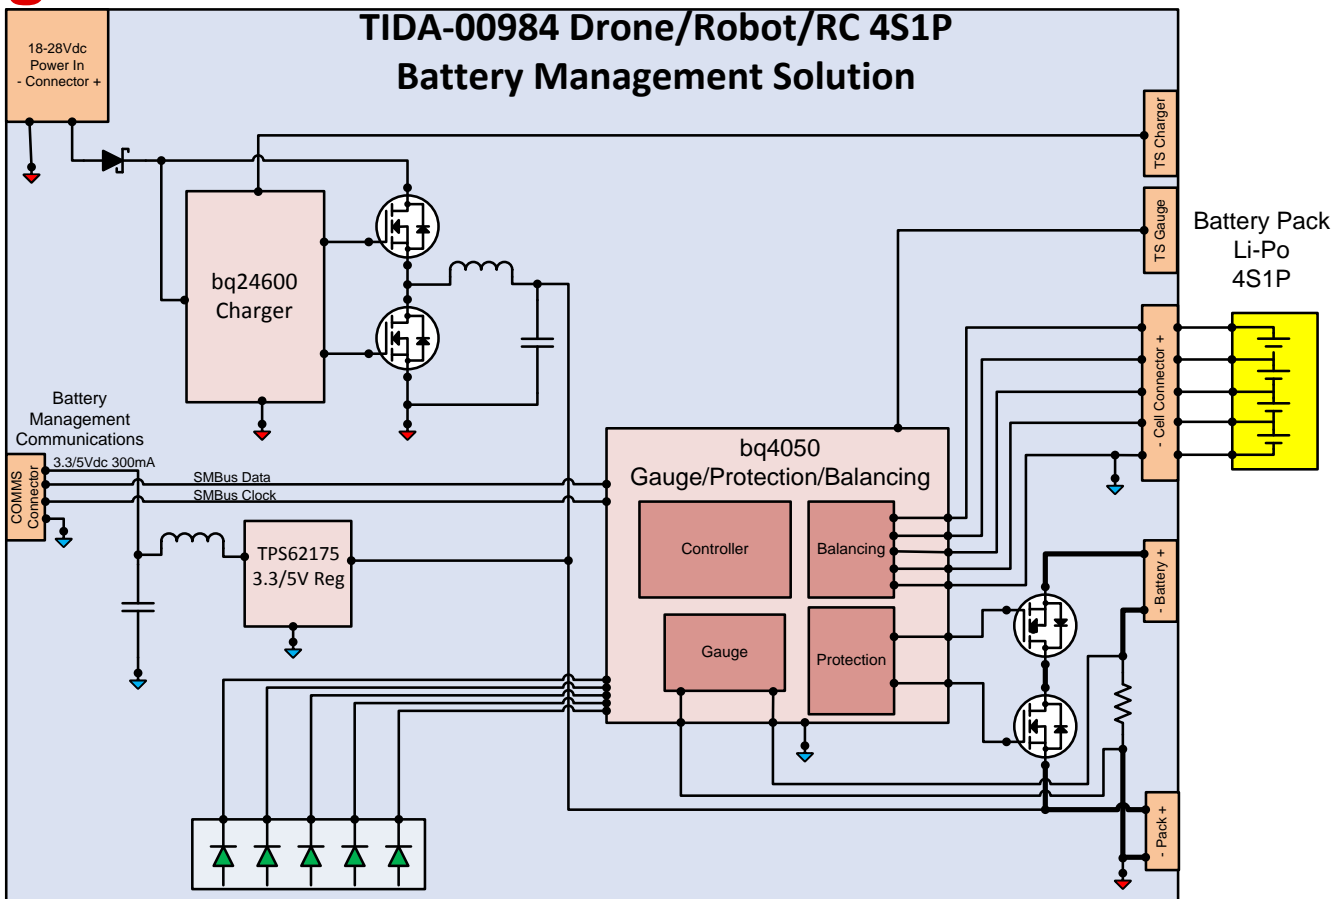 TIDA-00984 Drone/Robot/RC 4S1P
Battery Management Solution
18-28Vdc
Power In
- Connector +
TS Charger
TS Gauge
Battery Pack
Li-Po
4S1P
bq24600
Charger
- Cell Connector +
Battery
Management
Communications
3.3/5Vdc 300mA
COMMS
Connector
SMBus Data
SMBus Clock
bq4050
Gauge/Protection/Balancing
Controller
Balancing
TPS62175
3.3/5V Reg
- Battery +
Gauge
Protection
- Pack +